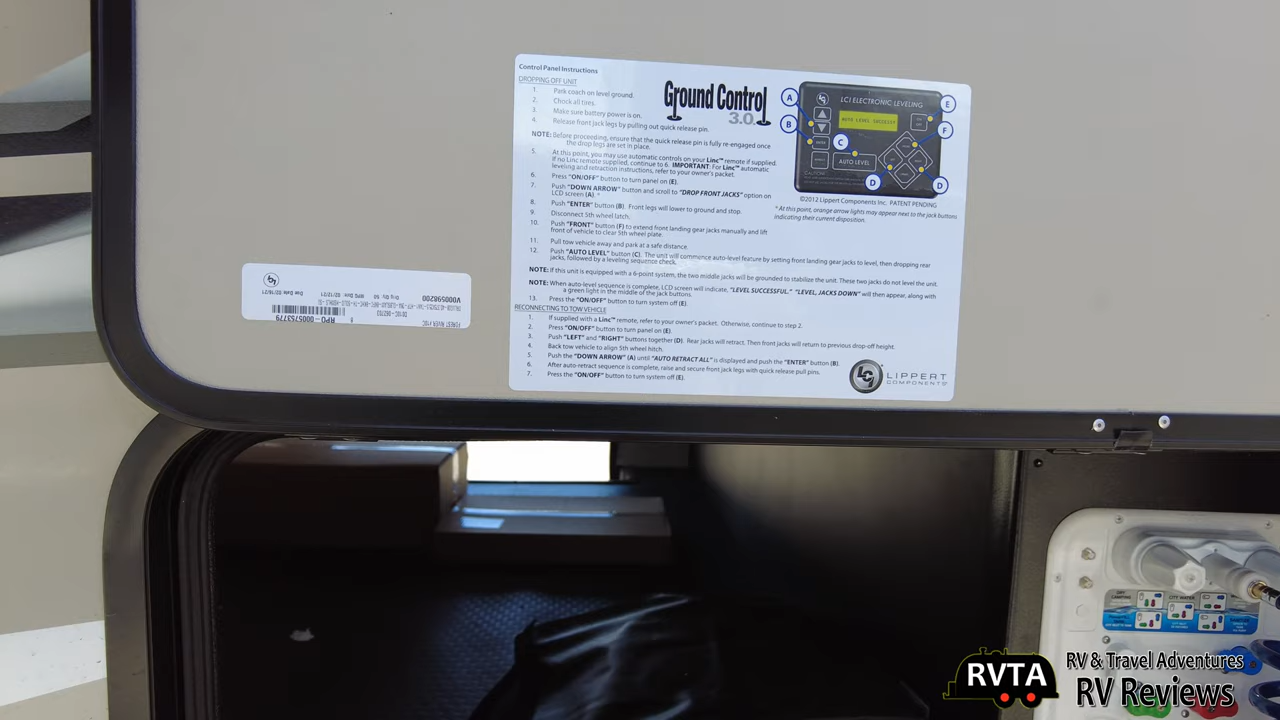 Control Panel Instructions
DROPPING OFF UNIT
1. Park coach on level ground.
2. Chock all tires.
3. Make sure battery power is on.
4. Release front jack legs by pulling out quick release pin.
NOTE: Before proceeding, ensure that the quick release pin is fully re-engaged once
the drop legs are set in place.
5. At this point, you may use automatic controls on your Linc™ remote if supplied.
If no Linc remote supplied, continue to 6. IMPORTANT: For Linc™ automatic
leveling and retraction instructions, refer to your owner's packet.
6. Press "ON/OFF" button to turn panel on (E).
7. Push "DOWN ARROW" button and scroll to "DROP FRONT JACKS" option on
LCD screen (A). *
8. Push "ENTER" button (B). Front legs will lower to ground and stop.
9. Disconnect 5th wheel latch.
10. Push "FRONT" button (F) to extend front landing gear jacks manually and lift
front of vehicle to clear 5th wheel plate.
11. Pull tow vehicle away and park at a safe distance.
12. Push "AUTO LEVEL" button (C). The unit will commence auto-level feature by setting front landing gear jacks to level, then dropping rear
jacks, followed by a leveling sequence check.
NOTE: If this unit is equipped with a 6-point system, the two middle jacks will be grounded to stabilize the unit. These two jacks do not level the unit.
NOTE: When auto-level sequence is complete, LCD screen will indicate, "LEVEL SUCCESSFUL." "LEVEL, JACKS DOWN" will then appear, along with
a green light in the middle of the jack buttons.
13. Press the "ON/OFF" button to turn system off (E).
RECONNECTING TO TOW VEHICLE
1. If supplied with a Linc™ remote, refer to your owner's packet. Otherwise, continue to step 2.
2. Press "ON/OFF" button to turn panel on (E).
3. Push "LEFT" and "RIGHT" buttons together (D). Rear jacks will retract. Then front jacks will return to previous drop-off height.
4. Back tow vehicle to align 5th wheel hitch.
5. Push the "DOWN ARROW" (A) until "AUTO RETRACT ALL" is displayed and push the "ENTER" button (B).
6. After auto-retract sequence is complete, raise and secure front jack legs with quick release pull pins.
7. Press the "ON/OFF" button to turn system off (E).
Ground Control
3.0
A
B
C
D
D
E
F
LCI ELECTRONIC LEVELING
AUTO LEVEL SUCCESS
ENTER
AUTO LEVEL
©2012 Lippert Components Inc. PATENT PENDING
* At this point, orange arrow lights may appear next to the jack buttons
indicating their current disposition.
LIPPERT
COMPONENTS
RPO-0005753779
V0005098200
CITY WATER
RVTA
RV & Travel Adventures
RV Reviews